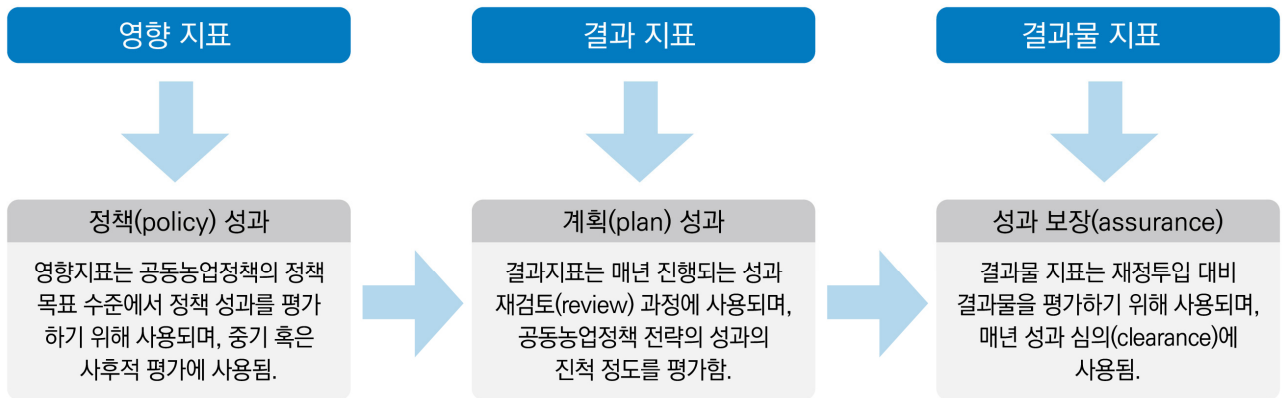 영향 지표
결과 지표
결과물 지표
정책(policy) 성과
영향지표는 공동농업정책의 정책
목표 수준에서 정책 성과를 평가
하기 위해 사용되며, 중기 혹은
사후적 평가에 사용됨.
계획(plan) 성과
결과지표는 매년 진행되는 성과
재검토(review) 과정에 사용되며,
공동농업정책 전략의 성과의
진척 정도를 평가함.
성과 보장(assurance)
결과물 지표는 재정투입 대비
결과물을 평가하기 위해 사용되며,
매년 성과 심의(clearance)에
사용됨.